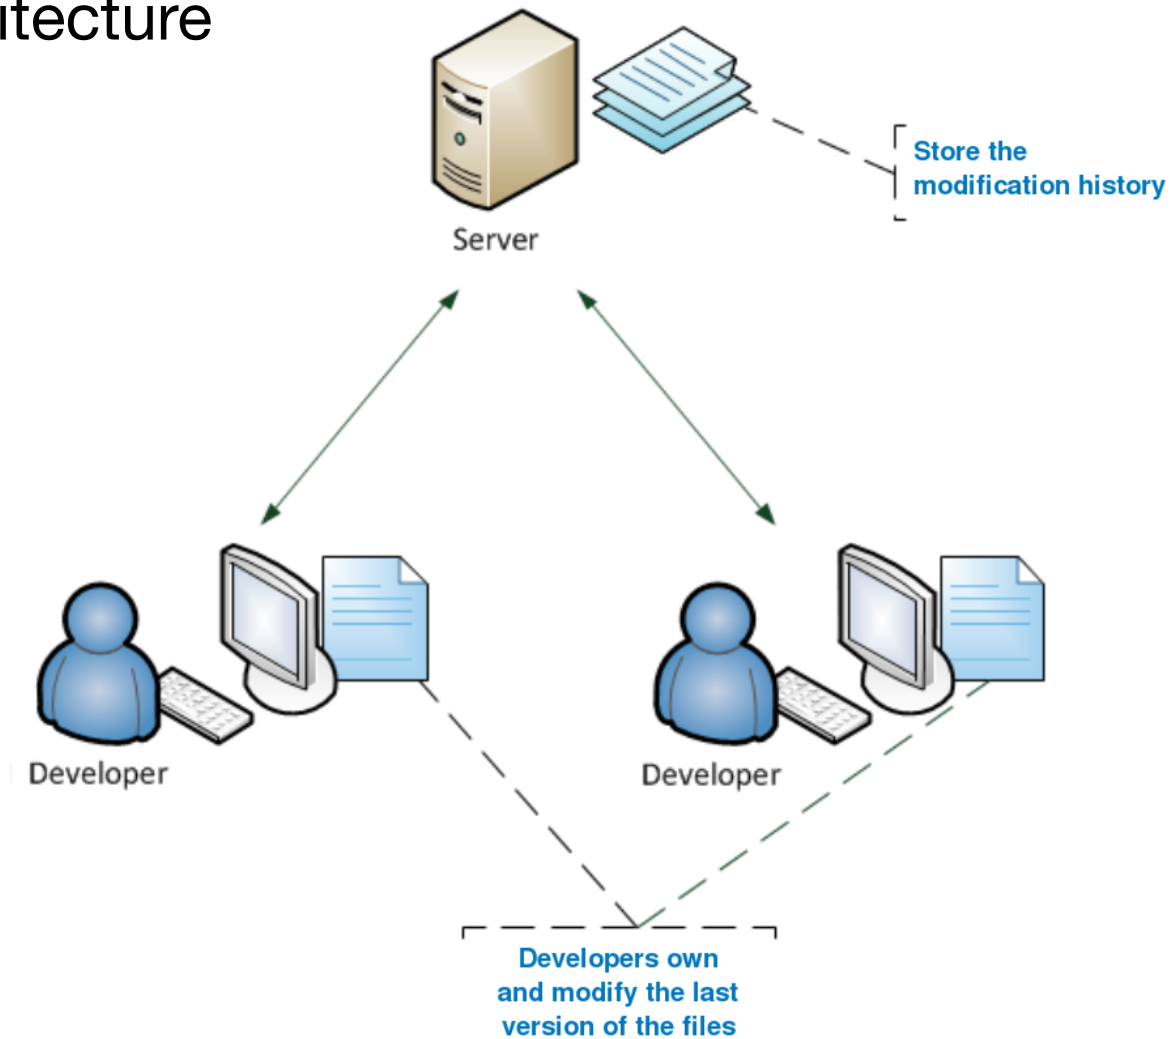 itecture
Store the
modification history
Server
Developer
Developer
Developers own
and modify the last
version of the files